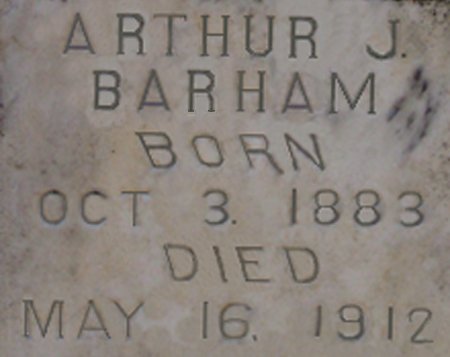 ARTHUR J.
BARHAM
BORN
OCT 3. 1883
DIED
MAY 16. 1912